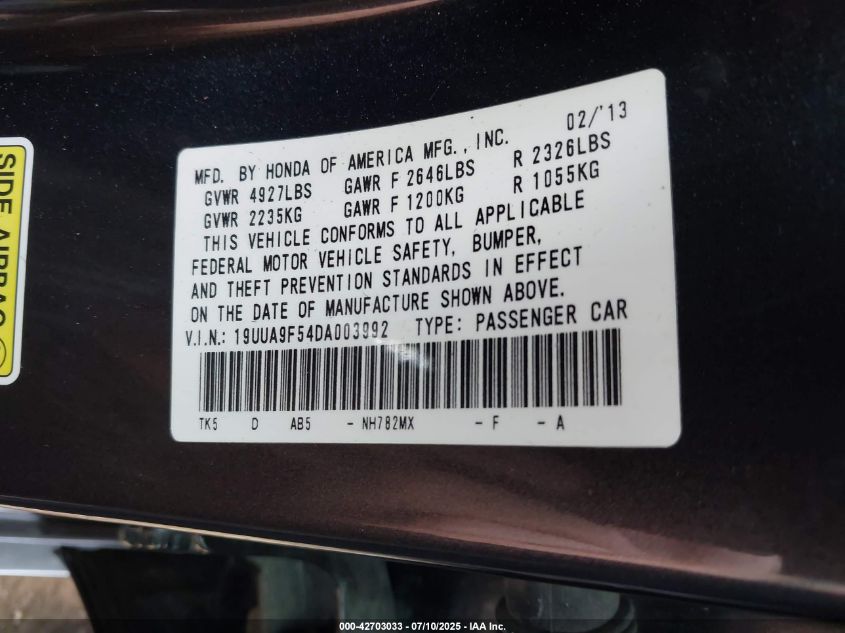 SIDE AIRBAG
02/'13
MFD. BY HONDA OF AMERICA MFG., INC.
GVWR 4927LBS GAWR F 2646LBS R 2326LBS
GVWR 2235KG GAWR F 1200KG R 1055KG
THIS VEHICLE CONFORMS TO ALL APPLICABLE
FEDERAL MOTOR VEHICLE SAFETY, BUMPER,
AND THEFT PREVENTION STANDARDS IN EFFECT
ON THE DATE OF MANUFACTURE SHOWN ABOVE.
V.I.N.: 19UUA9F54DA003992 TYPE: PASSENGER CAR
TK5 D AB5 - NH782MX - F - A
000-42703033 - 07/10/2025 - IAA Inc.